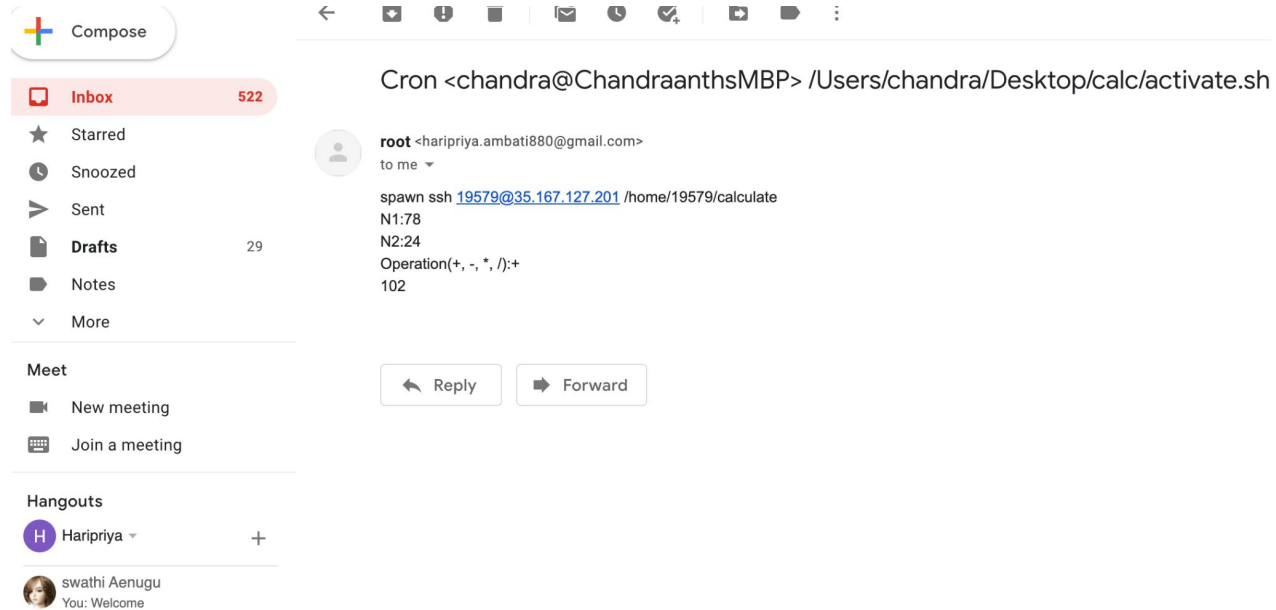 Compose
Inbox 522
Starred
Snoozed
Sent
Drafts 29
Notes
More
Meet
New meeting
Join a meeting
Hangouts
H Haripriya
swathi Aenugu
You: Welcome
Cron <chandra@ChandraanthsMBP> /Users/chandra/Desktop/calc/activate.sh
root <haripriya.ambati880@gmail.com>
to me
spawn ssh 19579@35.167.127.201 /home/19579/calculate
N1:78
N2:24
Operation(+, -, *, /):+
102
Reply Forward